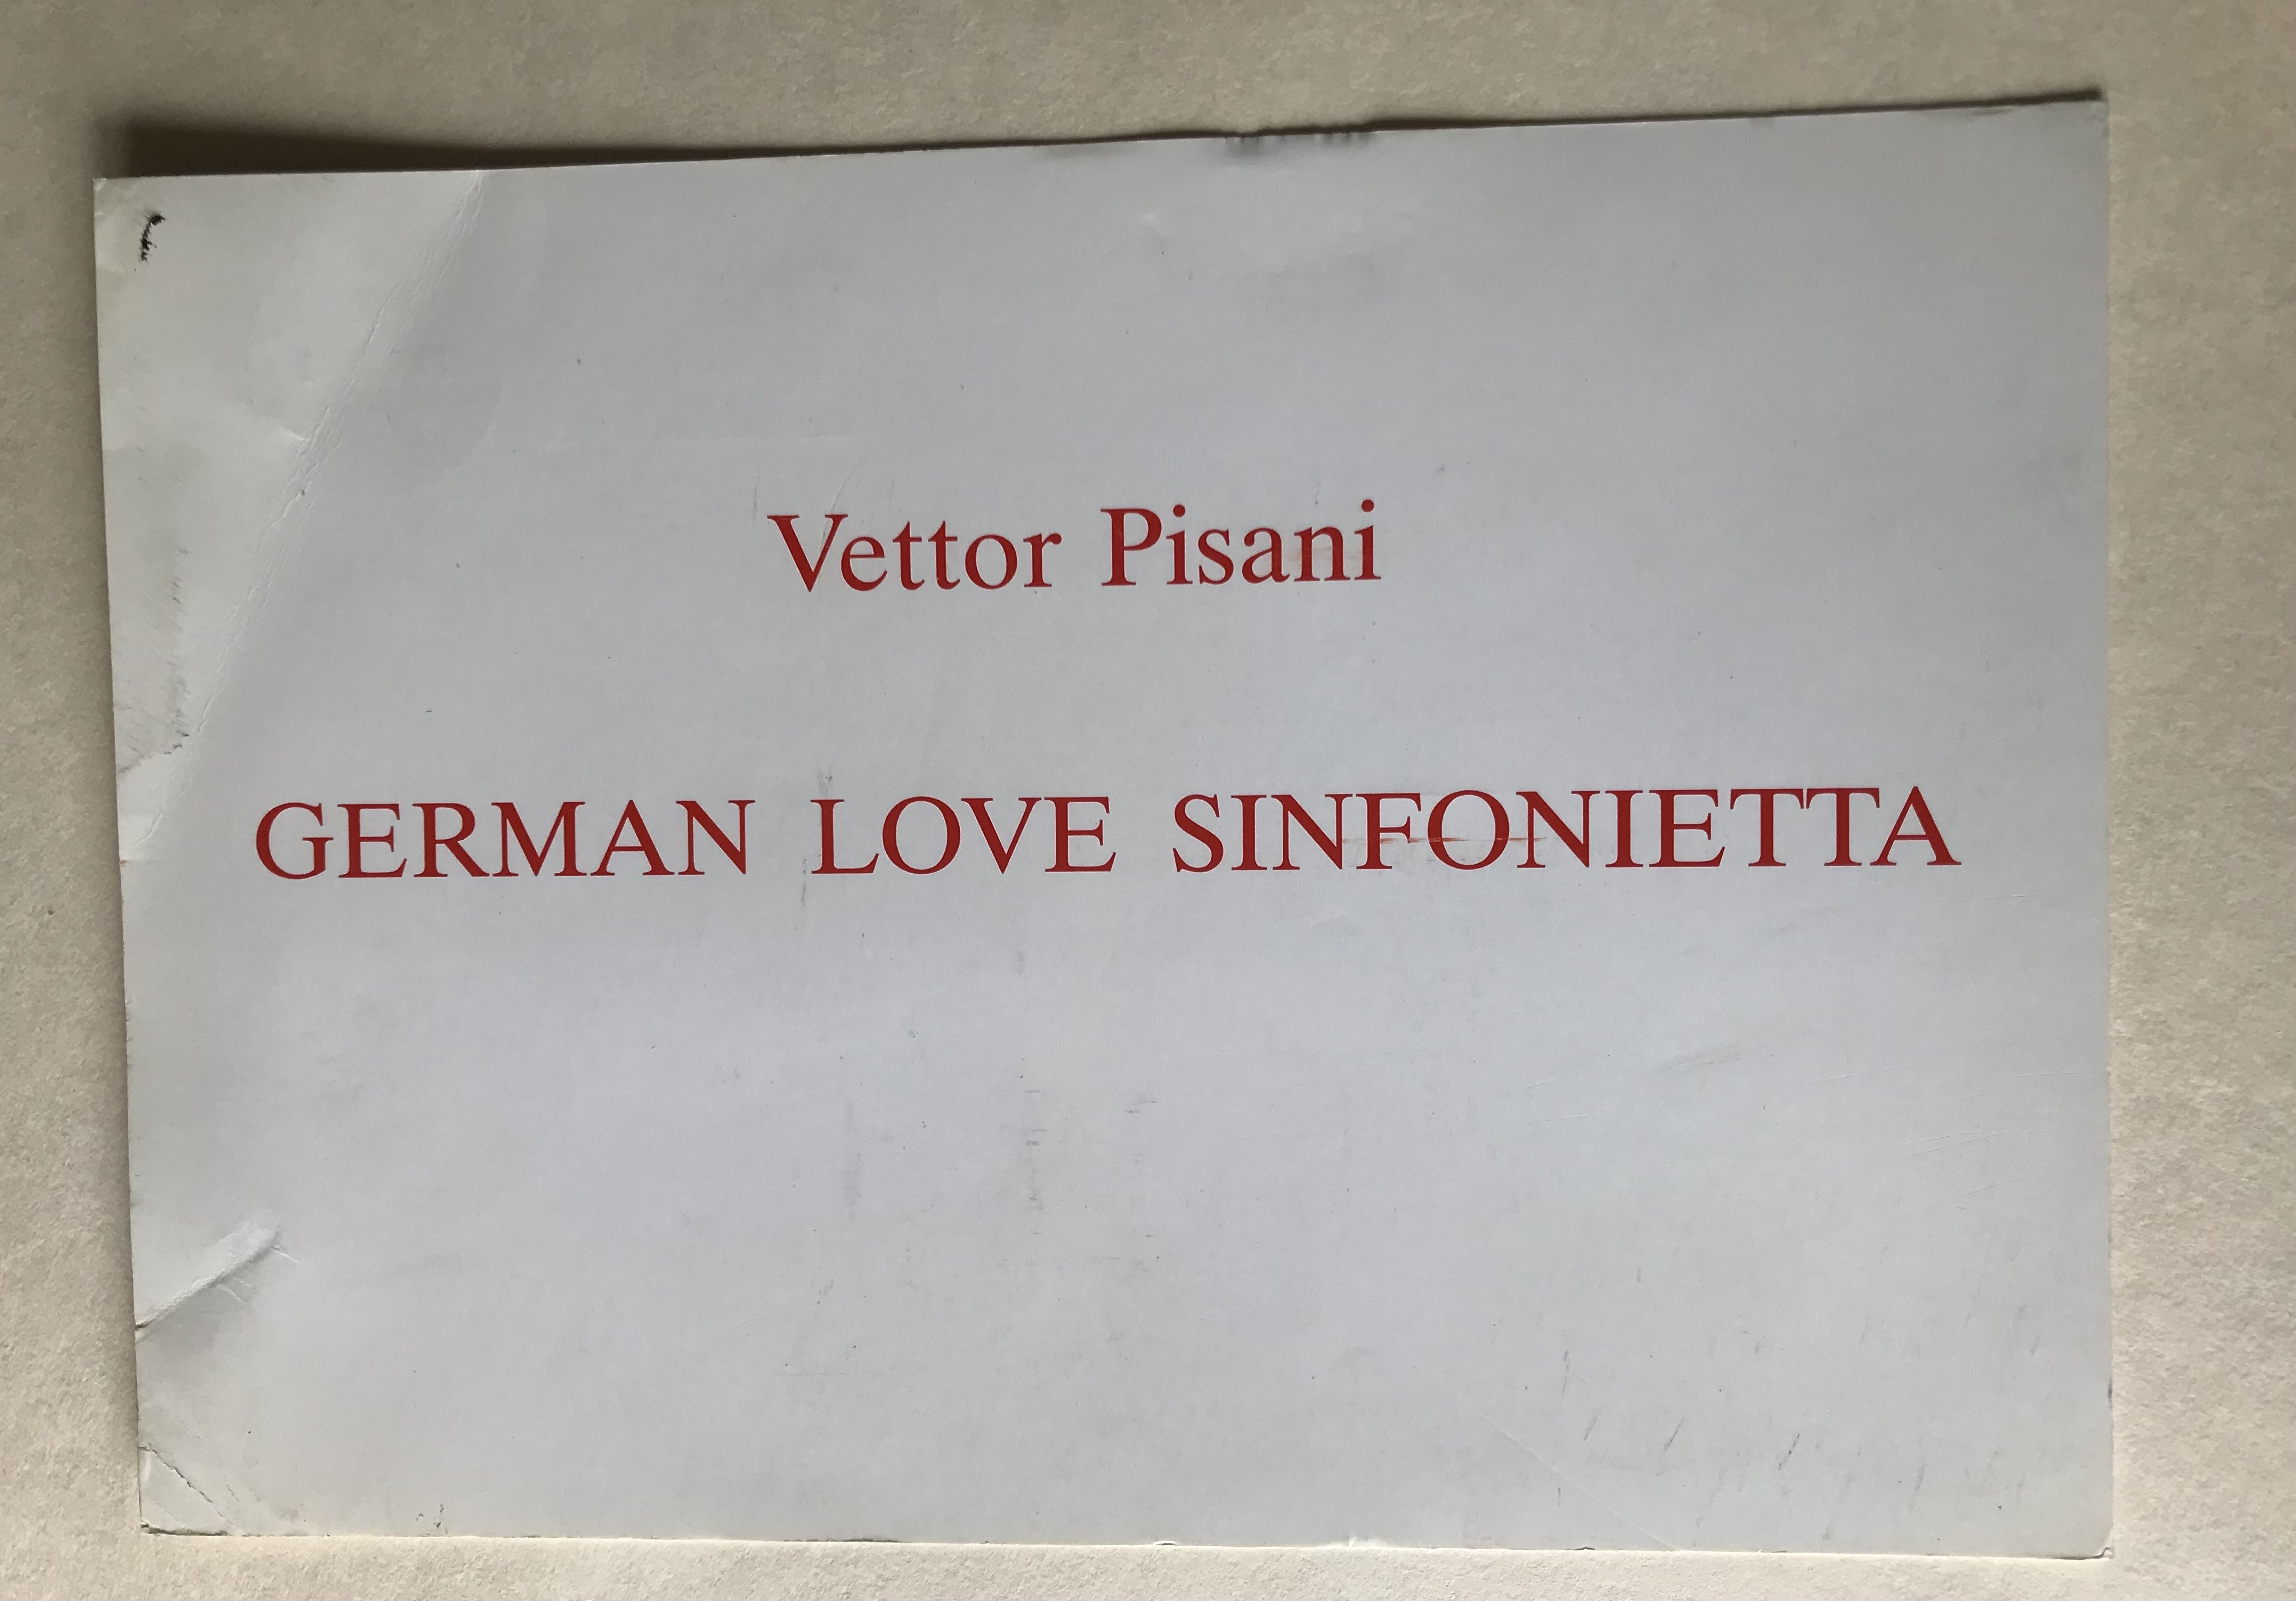 Vettor Pisani
GERMAN LOVE SINFONIETTA